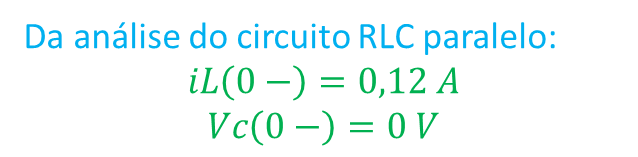 Da análise do circuito RLC paralelo:
iL(0 −) = 0,12 A
Vc(0 −) = 0 V